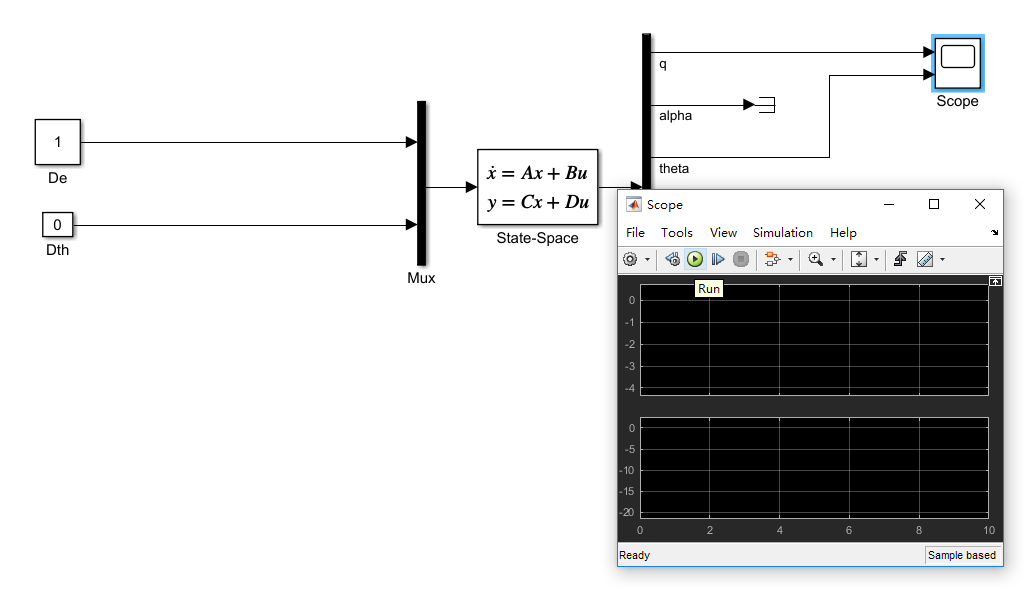 q
Scope
alpha
1
De
theta
ẋ = Ax + Bu
y = Cx + Du
State-Space
0
Dth
Mux
Scope
File Tools View Simulation Help
Run
0
-1
-2
-3
-4
0
-5
-10
-15
-20
0 2 4 6 8 10
Ready Sample based